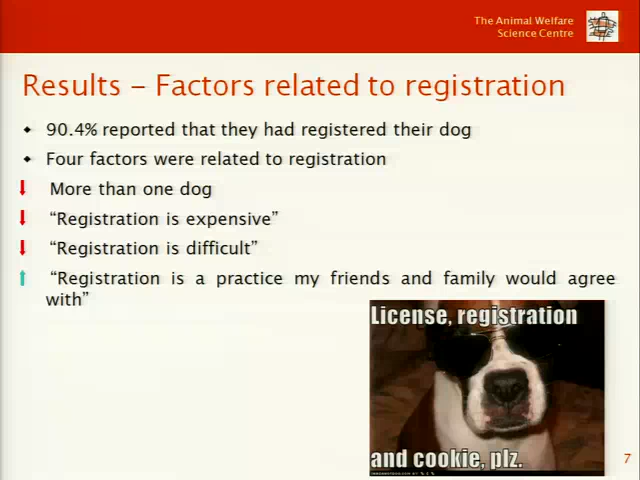 The Animal Welfare
Science Centre
Results – Factors related to registration
90.4% reported that they had registered their dog
Four factors were related to registration
More than one dog
“Registration is expensive”
“Registration is difficult”
“Registration is a practice my friends and family would agree
with”
License, registration
and cookie, plz.
7